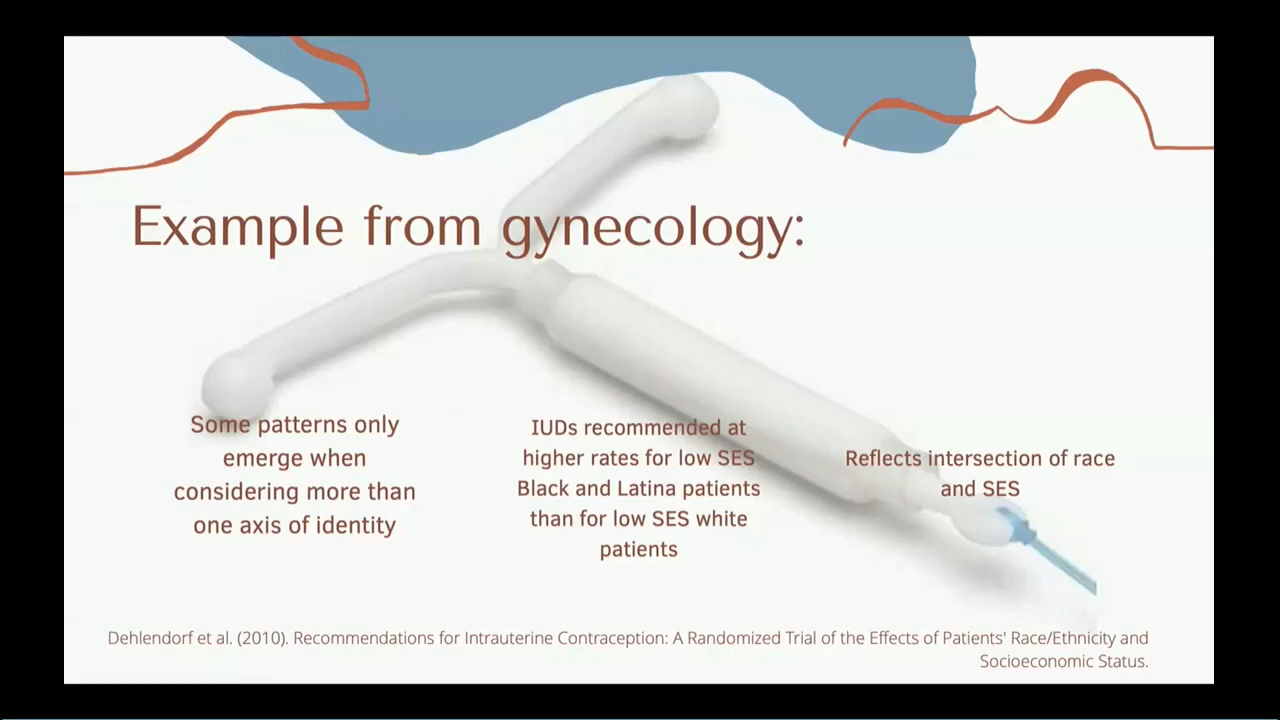 Example from gynecology:
Some patterns only
emerge when
considering more than
one axis of identity
IUDs recommended at
higher rates for low SES
Black and Latina patients
than for low SES white
patients
Reflects intersection of race
and SES
Dehlendorf et al. (2010). Recommendations for Intrauterine Contraception: A Randomized Trial of the Effects of Patients' Race/Ethnicity and
Socioeconomic Status.